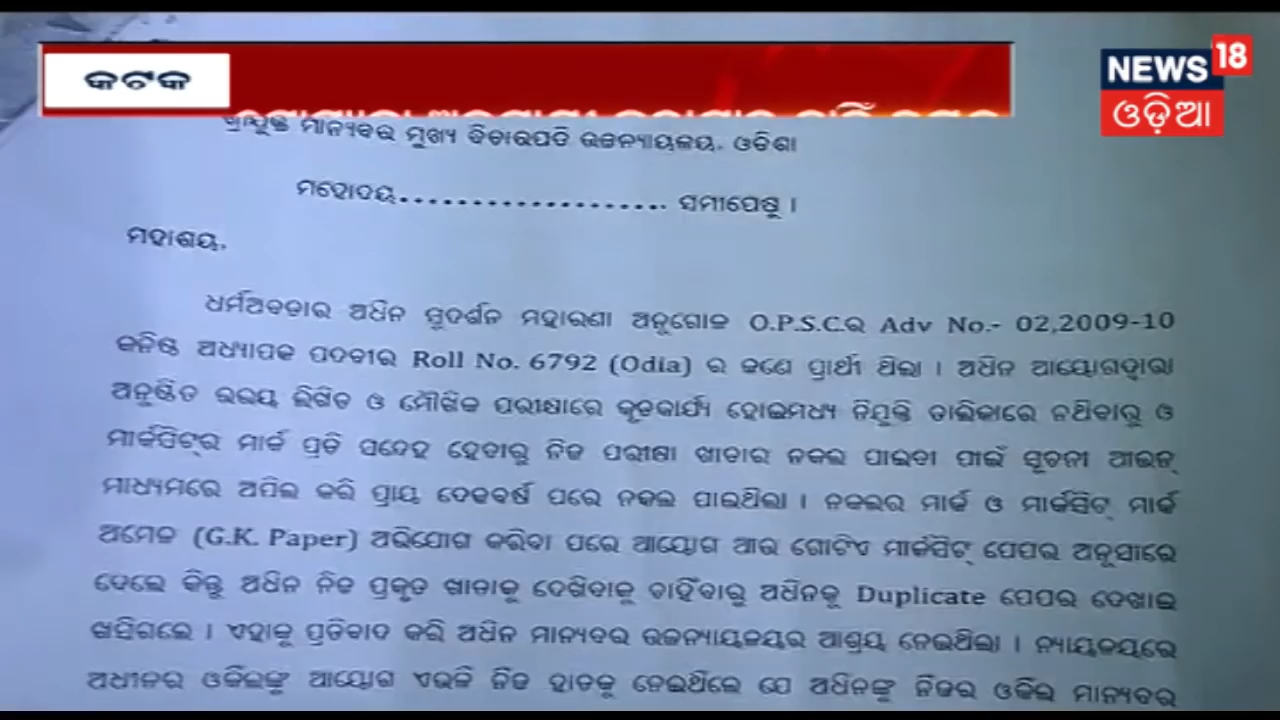 କଟକ
NEWS 18
ଓଡ଼ିଆ
ମାନ୍ୟବର ମୁଖ୍ୟ ବିଚାରପତି ଉଚ୍ଚନ୍ୟାୟଳୟ, ଓଡିଶା
ମହୋଦୟ................... ସମୀପେଷୁ ।
ମହାଶୟ,
ଧର୍ମଅବତାର ଅଧିନ ସୁଦର୍ଶନ ମହାରଣା ଅନୁଗୋଳ O.P.S.C.ର Adv No.- 02,2009-10
କନିଷ୍ଠ ଅଧ୍ୟାପକ ପଦବୀର Roll No. 6792 (Odia) ର ଜଣେ ପ୍ରାର୍ଥୀ ଥିଲା । ଅଧିନ ଆୟୋଗଦ୍ୱାରା
ଅନୁଷ୍ଠିତ ଉଭୟ ଲିଖିତ ଓ ମୌଖିକ ପରୀକ୍ଷାରେ କୃତକାର୍ଯ୍ୟ ହୋଇମଧ୍ୟ ନିଯୁକ୍ତି ତାଲିକାରେ ନଥିବାରୁ ଓ
ମାର୍କସିଟ୍‌ର ମାର୍କ ପ୍ରତି ସନ୍ଦେହ ହେତୁରୁ ନିଜ ପରୀକ୍ଷା ଖାତାର ନକଲ ପାଇବା ପାଇଁ ସୂଚନା ଆଇନ୍
ମାଧ୍ୟମରେ ଅପିଲ କରି ପ୍ରାୟ ଦେଢବର୍ଷ ପରେ ନକଲ ପାଇଥିଲା । ନକଲର ମାର୍କ ଓ ମାର୍କସିଟ୍ ମାର୍କ
ଅମେଳ (G.K. Paper) ଅଭିଯୋଗ କରିବା ପରେ ଆୟୋଗ ଆଉ ଗୋଟିଏ ମାର୍କସିଟ୍ ପେପର ଅନୁସାରେ
ଦେଲେ କିନ୍ତୁ ଅଧିନ ନିଜ ପ୍ରକୃତ ଖାତାକୁ ଦେଖିବାକୁ ଚାହିଁବାରୁ ଅଧିନକୁ Duplicate ପେପର ଦେଖାଇ
ଖସିଗଲେ । ଏହାକୁ ପ୍ରତିବାଦ କରି ଅଧିନ ମାନ୍ୟବର ଉଚ୍ଚନ୍ୟାୟଳୟର ଆଶ୍ରୟ ନେଇଥିଲା । ନ୍ୟାୟଳୟରେ
ଅଧୀନର ଓକିଲଙ୍କୁ ଆୟୋଗ ଏଭଳି ନିଜ ହାତକୁ ନେଇଥିଲେ ଯେ ଅଧିନଙ୍କୁ ନିଜର ଓକିଲ ମାନ୍ୟବର